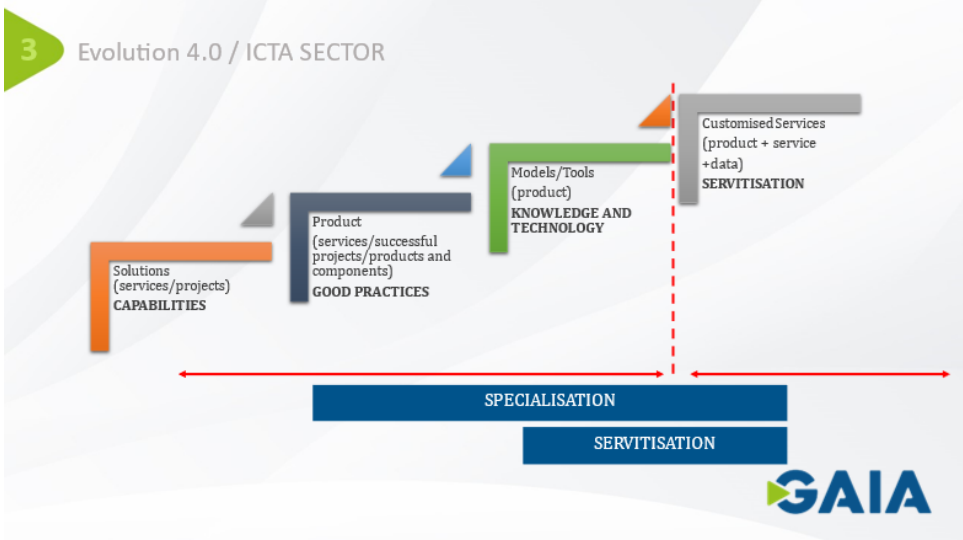 3
Evolution 4.0 / ICTA SECTOR
Solutions
(services/projects)
CAPABILITIES
Product
(services/successful
projects/products and
components)
GOOD PRACTICES
Models/Tools
(product)
KNOWLEDGE AND
TECHNOLOGY
Customised Services
(product + service
+data)
SERVITISATION
SPECIALISATION
SERVITISATION
GAIA